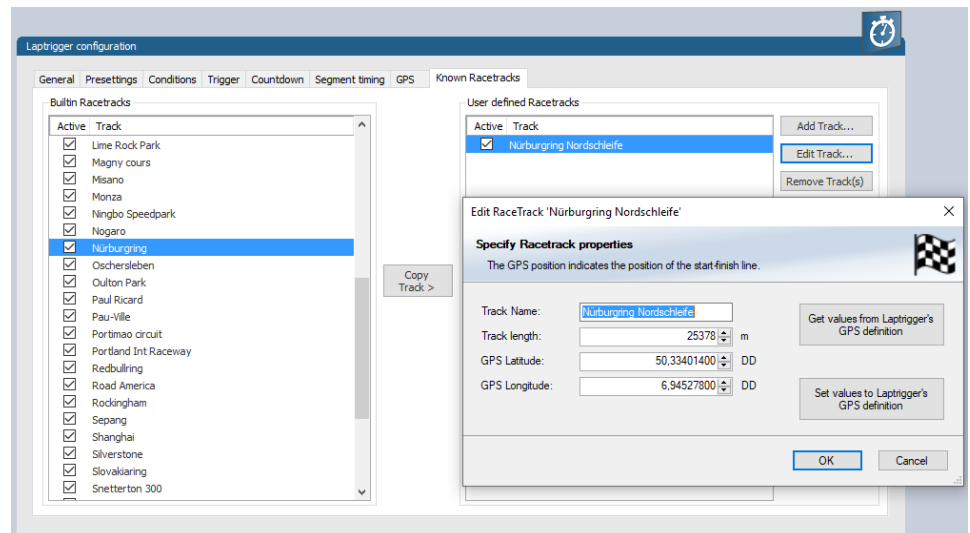 Laptrigger configuration
General Presettings Conditions Trigger Countdown Segment timing GPS Known Racetracks
Builtin Racetracks
Active Track
Lime Rock Park
Magny cours
Misano
Monza
Ningbo Speedpark
Nogaro
Nürburgring
Oschersleben
Oulton Park
Paul Ricard
Pau-Ville
Portimao circuit
Portland Int Raceway
Redbullring
Road America
Rockingham
Sepang
Shanghai
Silverstone
Slovakiaring
Snetterton 300
Copy
Track >
User defined Racetracks
Active Track
Nürburgring Nordschleife
Add Track...
Edit Track...
Remove Track(s)
Edit RaceTrack 'Nürburgring Nordschleife'
Specify Racetrack properties
The GPS position indicates the position of the start-finish line.
Track Name: Nürburgring Nordschleife
Track length: 25378 m
GPS Latitude: 50,33401400 DD
GPS Longitude: 6,94527800 DD
Get values from Laptrigger's
GPS definition
Set values to Laptrigger's
GPS definition
OK Cancel